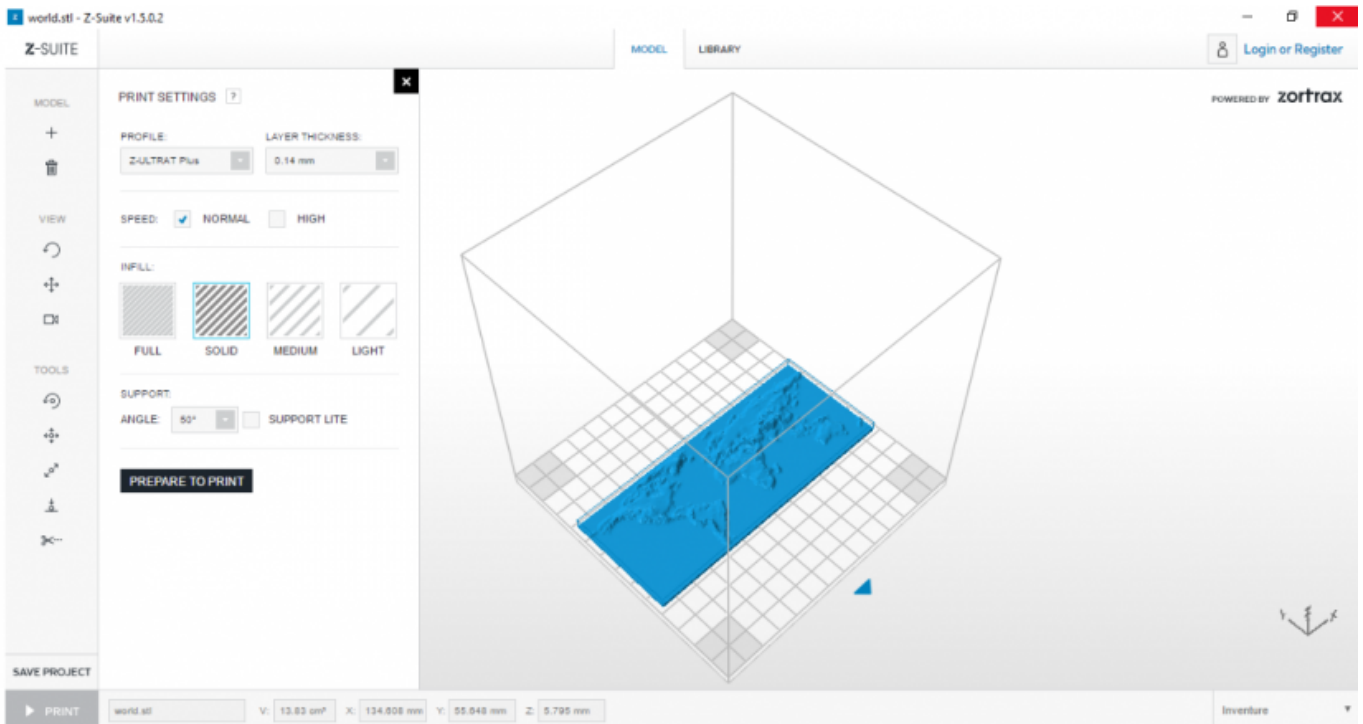 world.stl - Z-Suite v1.5.0.2
Z-SUITE
MODEL
LIBRARY
Login or Register
MODEL
VIEW
TOOLS
SAVE PROJECT
PRINT
PRINT SETTINGS ?
PROFILE: LAYER THICKNESS:
Z-ULTRAT Plus 0.14 mm
SPEED: NORMAL HIGH
INFILL:
FULL SOLID MEDIUM LIGHT
SUPPORT:
ANGLE: 50° SUPPORT LITE
PREPARE TO PRINT
POWERED BY zortrax
Y Z X
world.stl V: 13.83 cm³ X: 134.608 mm Y: 55.648 mm Z: 5.795 mm
Inventure